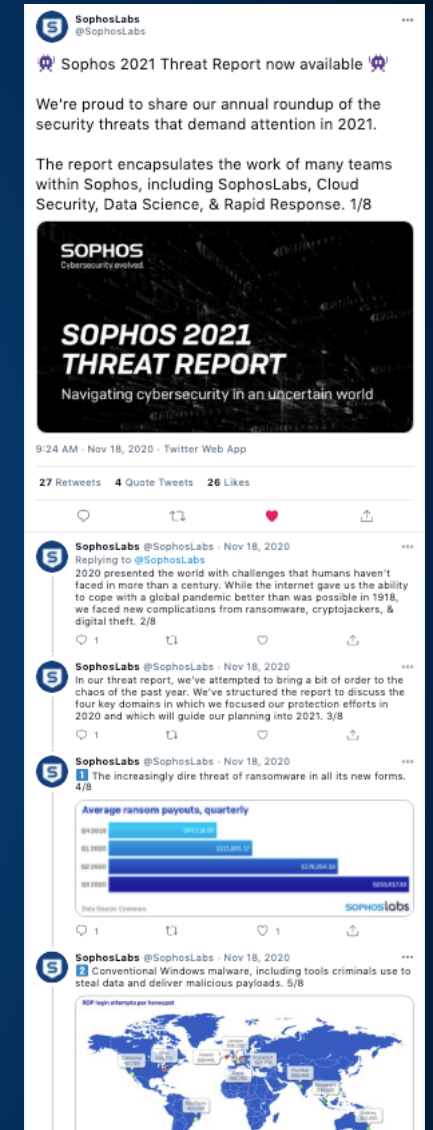 SophosLabs
@SophosLabs
👾 Sophos 2021 Threat Report now available 👾
We're proud to share our annual roundup of the
security threats that demand attention in 2021.
The report encapsulates the work of many teams
within Sophos, including SophosLabs, Cloud
Security, Data Science, & Rapid Response. 1/8
SOPHOS
Cybersecurity evolved.
SOPHOS 2021
THREAT REPORT
Navigating cybersecurity in an uncertain world
9:24 AM · Nov 18, 2020 · Twitter Web App
27 Retweets 4 Quote Tweets 26 Likes
SophosLabs @SophosLabs · Nov 18, 2020
Replying to @SophosLabs
2020 presented the world with challenges that humans haven't
faced in more than a century. While the internet gave us the ability
to cope with a global pandemic better than was possible in 1918,
we faced new complications from ransomware, cryptojackers, &
digital theft. 2/8
1
SophosLabs @SophosLabs · Nov 18, 2020
In our threat report, we've attempted to bring a bit of order to the
chaos of the past year. We've structured the report to discuss the
four key domains in which we focused our protection efforts in
2020 and which will guide our planning into 2021. 3/8
1
SophosLabs @SophosLabs · Nov 18, 2020
1️⃣ The increasingly dire threat of ransomware in all its new forms.
4/8
Average ransom payouts, quarterly
Q4 2019
Q1 2020
Q2 2020
Q3 2020
Data Source: Coveware.
SOPHOSlabs
1 1
SophosLabs @SophosLabs · Nov 18, 2020
2️⃣ Conventional Windows malware, including tools criminals use to
steal data and deliver malicious payloads. 5/8
RDP login attempts per honeypot